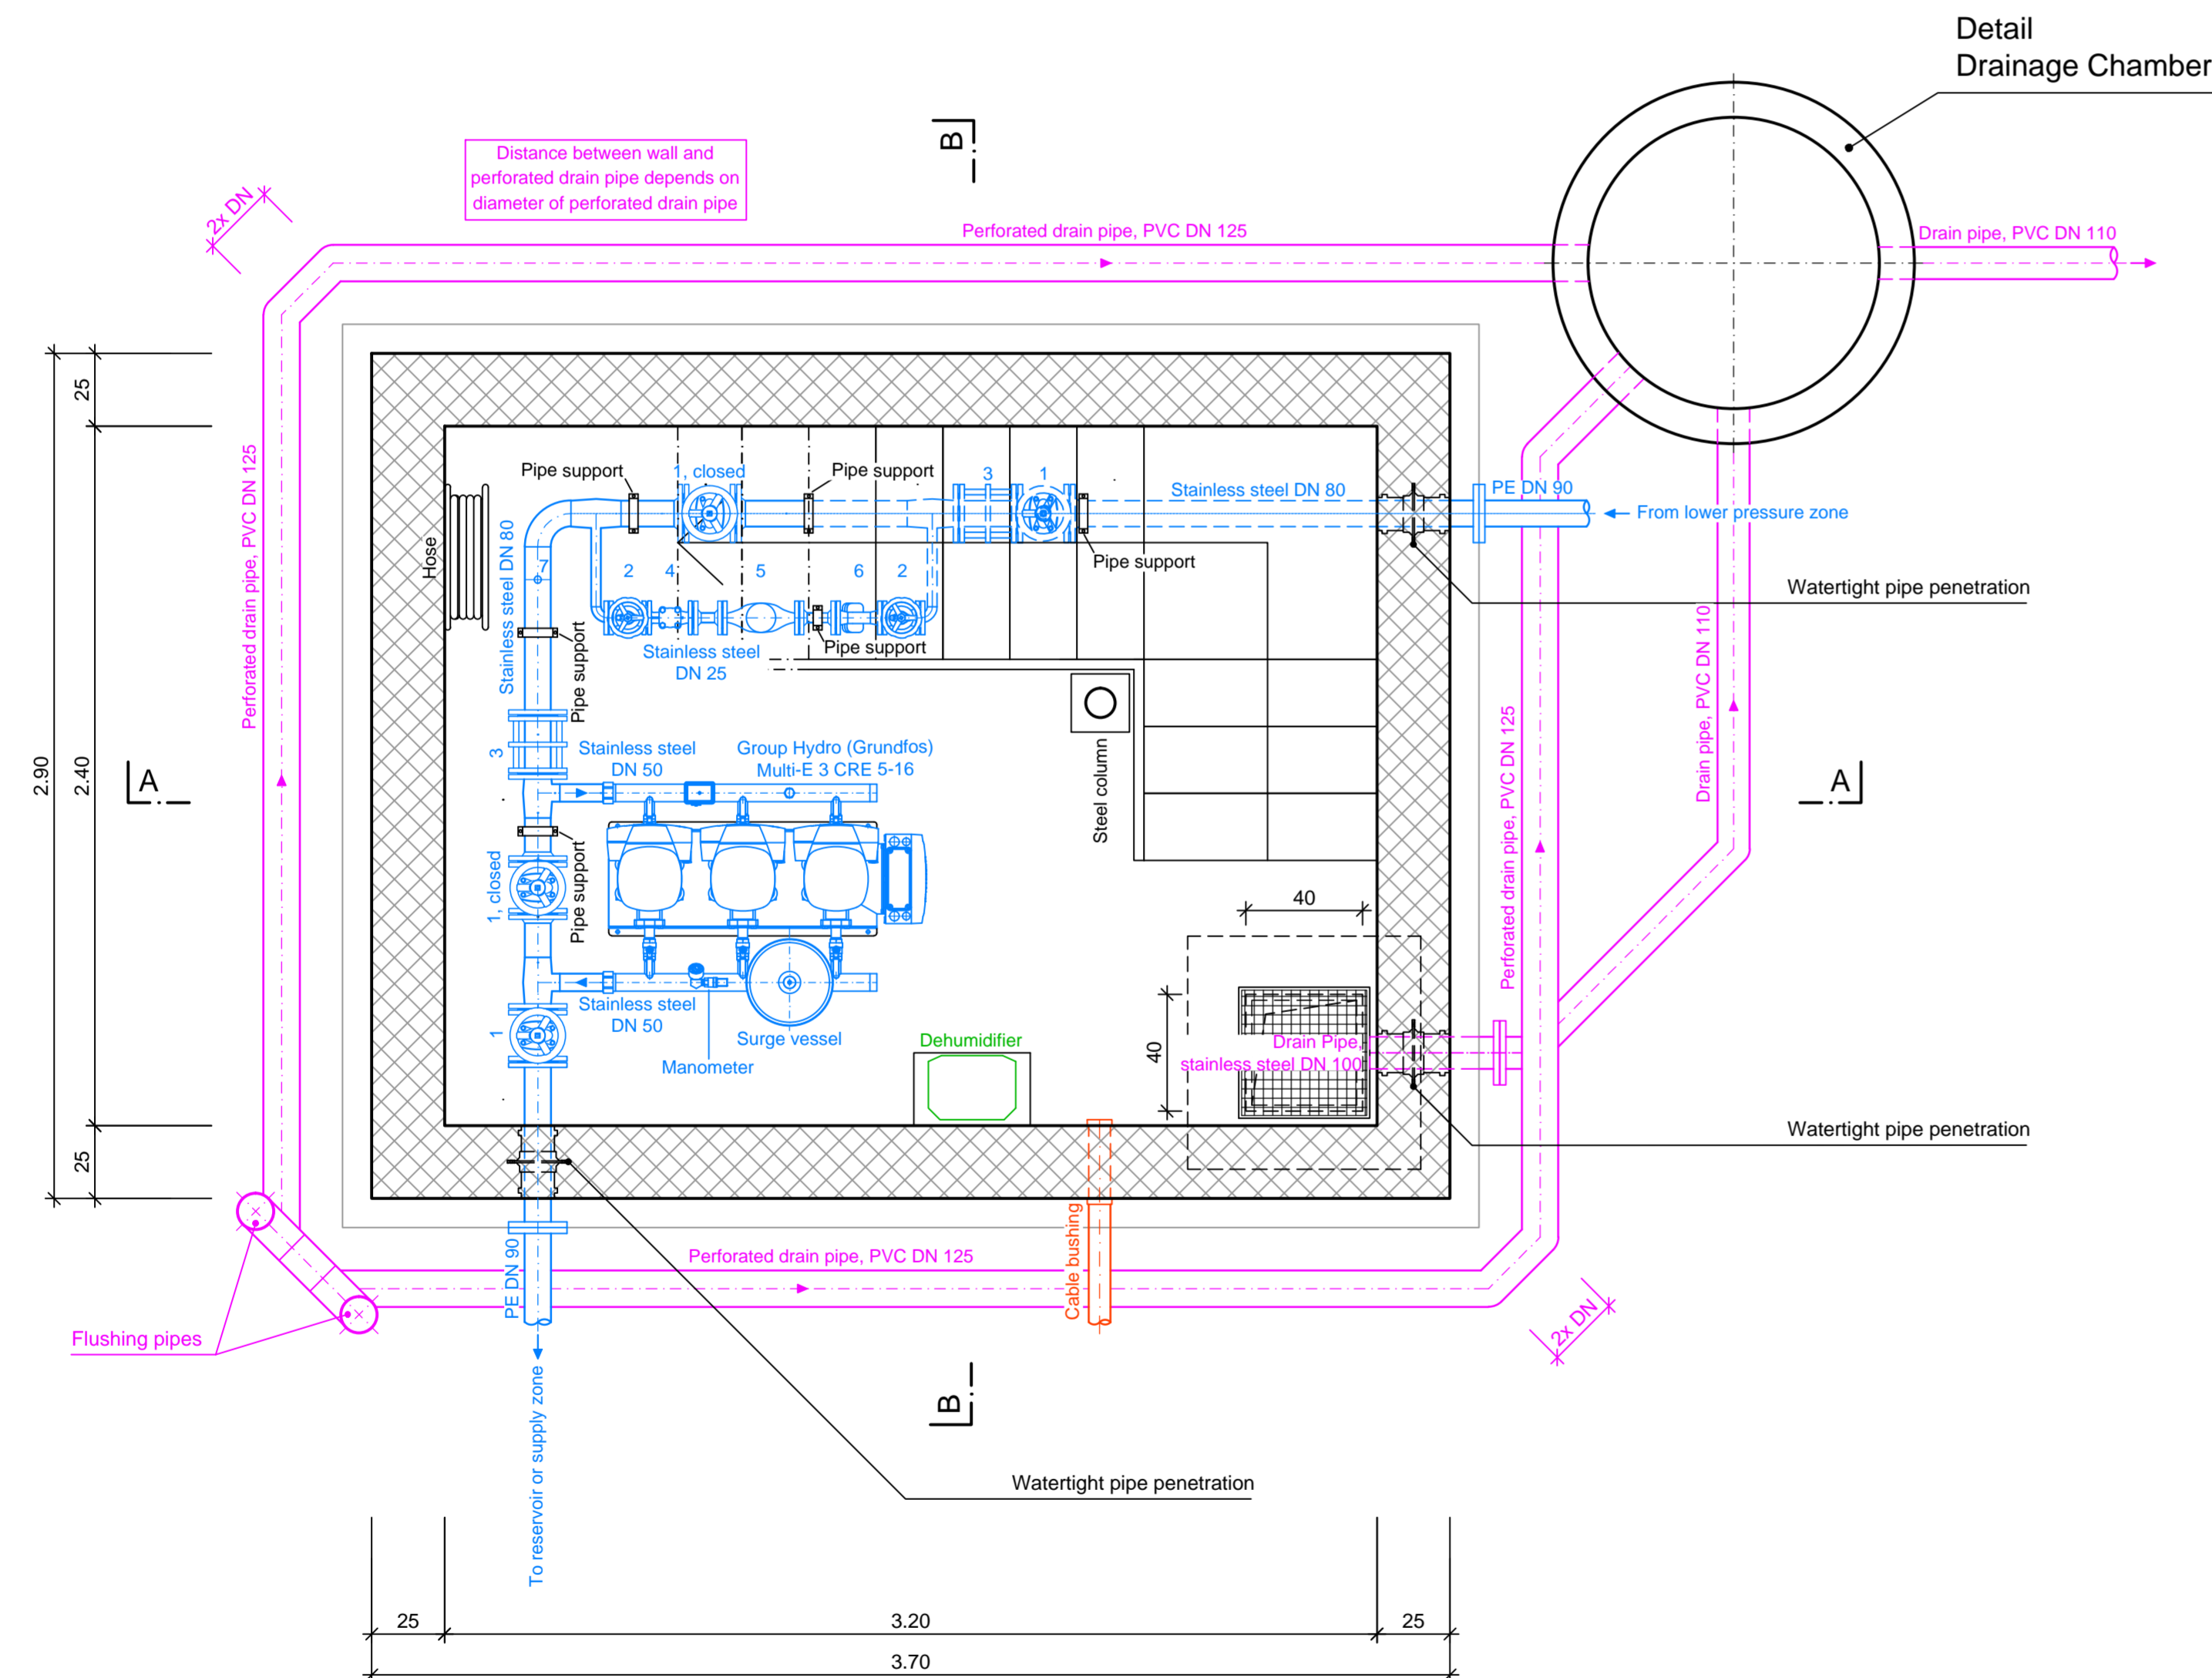 Detail
Drainage Chamber
B
Distance between wall and
perforated drain pipe depends on
diameter of perforated drain pipe
2x DN
Perforated drain pipe, PVC DN 125
Drain pipe, PVC DN 110
25
Perforated drain pipe, PVC DN 125
Pipe support
1, closed
Pipe support
3
1
Stainless steel DN 80
PE DN 90
From lower pressure zone
Hose
Stainless steel DN 80
7
2
4
5
6
2
Pipe support
Watertight pipe penetration
Pipe support
Stainless steel
DN 25
Pipe support
Drain pipe, PVC DN 110
2.90
2.40
A
3
Stainless steel
DN 50
Group Hydro (Grundfos)
Multi-E 3 CRE 5-16
Steel column
Perforated drain pipe, PVC DN 125
A
1, closed
Pipe support
40
40
Stainless steel
DN 50
1
Surge vessel
Manometer
Dehumidifier
Drain Pipe,
stainless steel DN 100
Watertight pipe penetration
25
PE DN 90
Perforated drain pipe, PVC DN 125
Cable bushing
Flushing pipes
2x DN
To reservoir or supply zone
B
Watertight pipe penetration
25
3.20
25
3.70